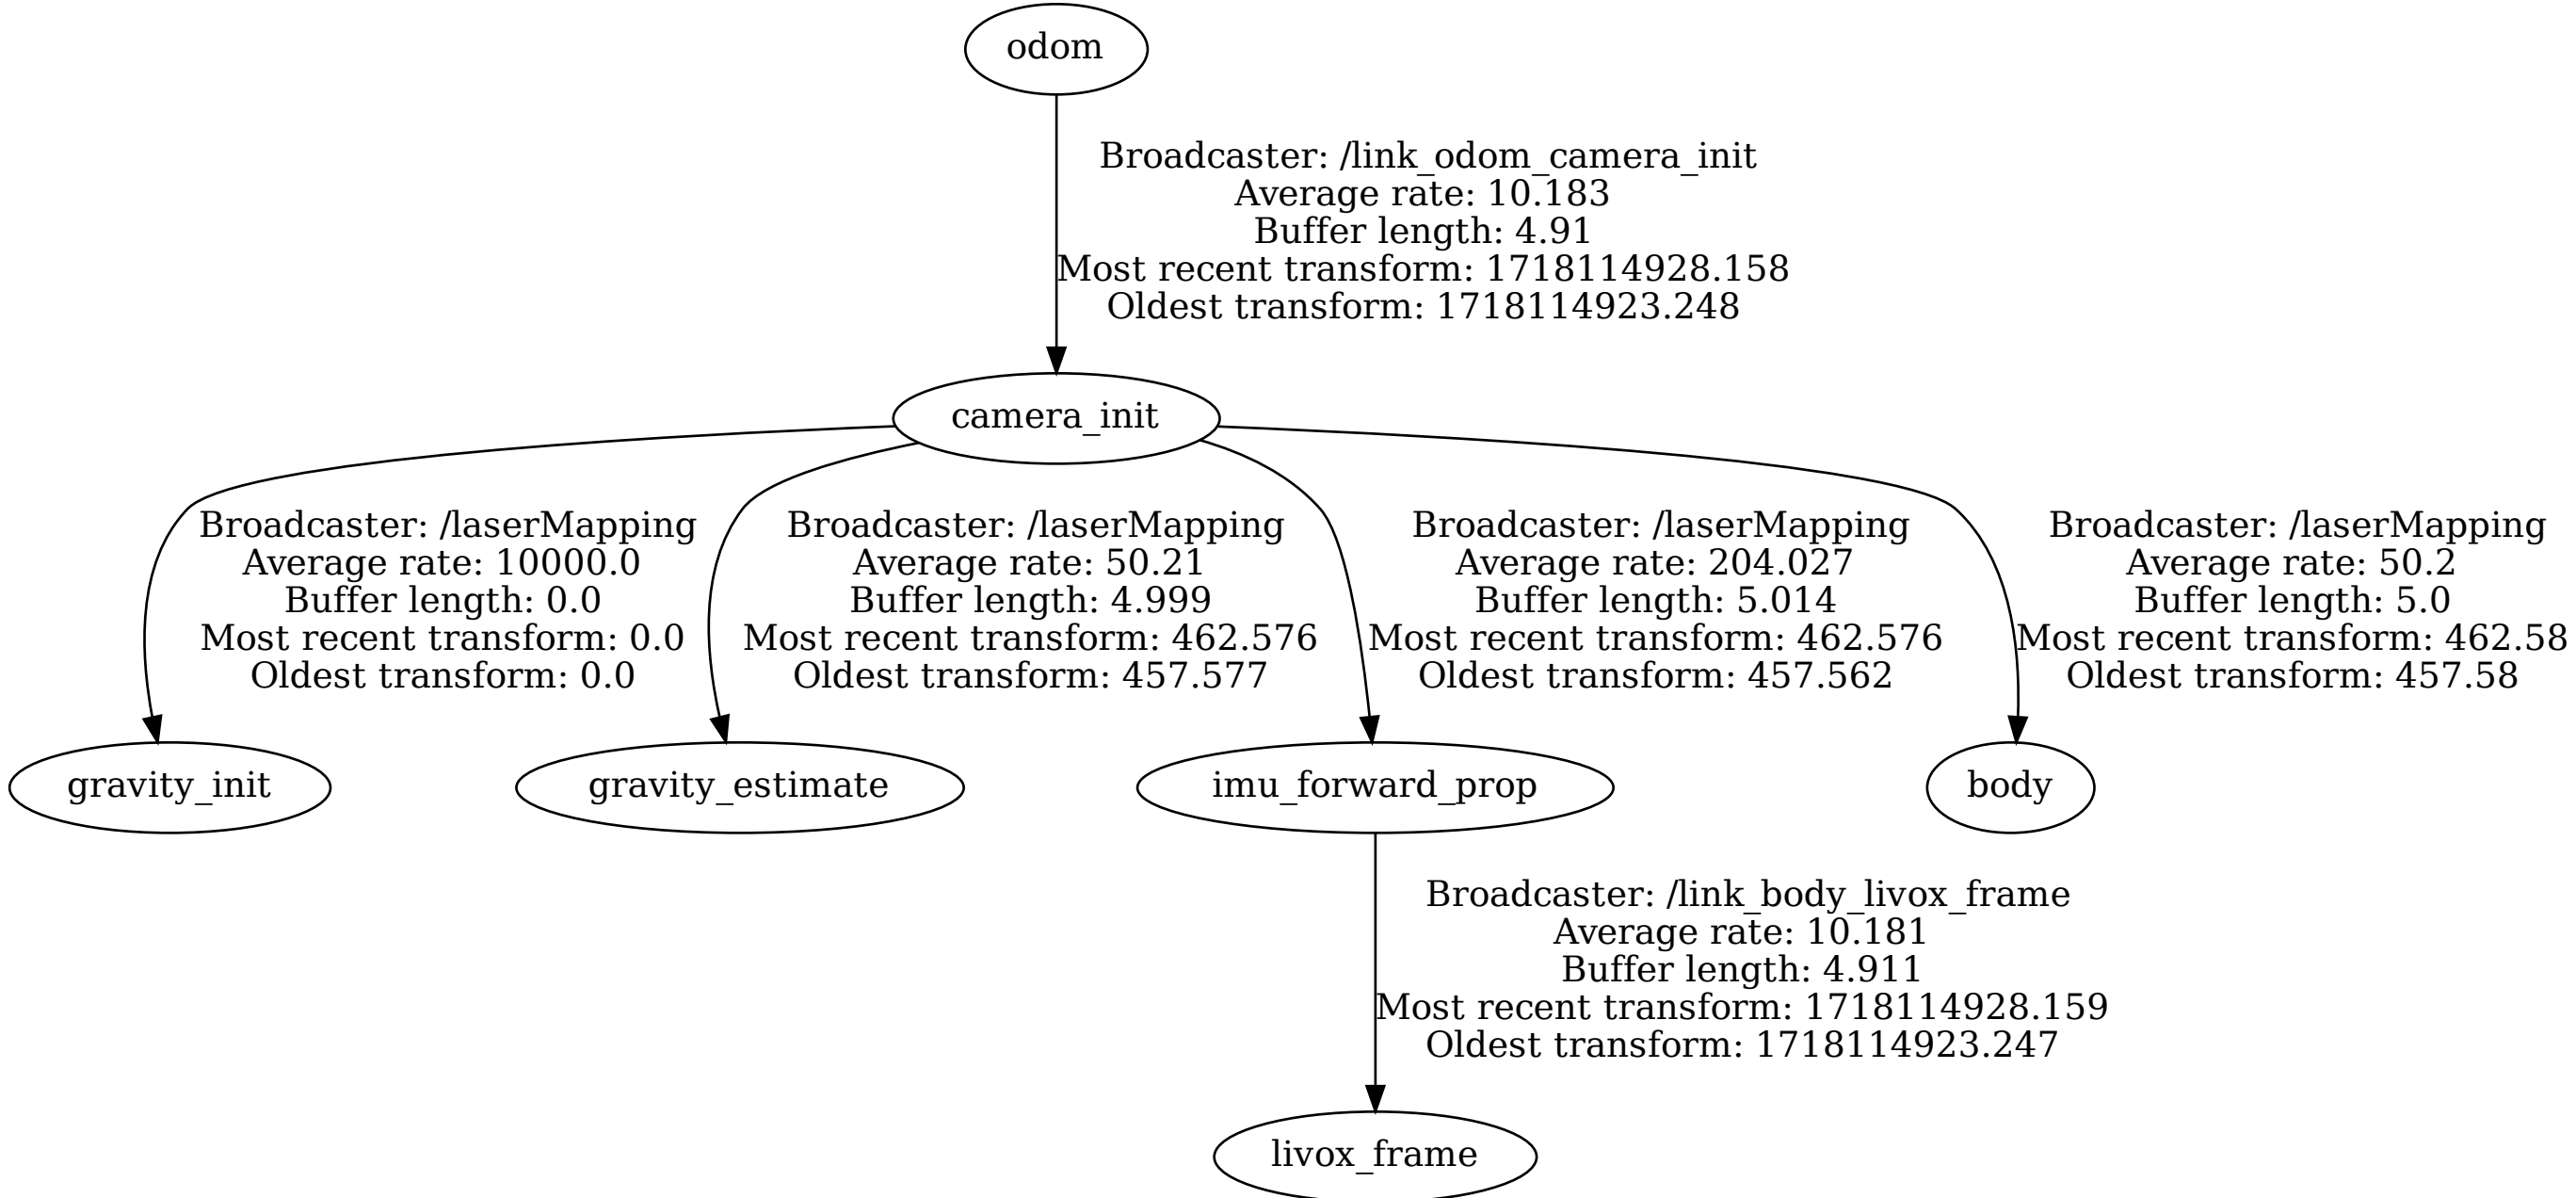 odom
Broadcaster: /link_odom_camera_init
Average rate: 10.183
Buffer length: 4.91
Most recent transform: 1718114928.158
Oldest transform: 1718114923.248
camera_init
Broadcaster: /laserMapping
Average rate: 10000.0
Buffer length: 0.0
Most recent transform: 0.0
Oldest transform: 0.0
Broadcaster: /laserMapping
Average rate: 50.21
Buffer length: 4.999
Most recent transform: 462.576
Oldest transform: 457.577
Broadcaster: /laserMapping
Average rate: 204.027
Buffer length: 5.014
Most recent transform: 462.576
Oldest transform: 457.562
Broadcaster: /laserMapping
Average rate: 50.2
Buffer length: 5.0
Most recent transform: 462.58
Oldest transform: 457.58
gravity_init
gravity_estimate
imu_forward_prop
body
Broadcaster: /link_body_livox_frame
Average rate: 10.181
Buffer length: 4.911
Most recent transform: 1718114928.159
Oldest transform: 1718114923.247
livox_frame